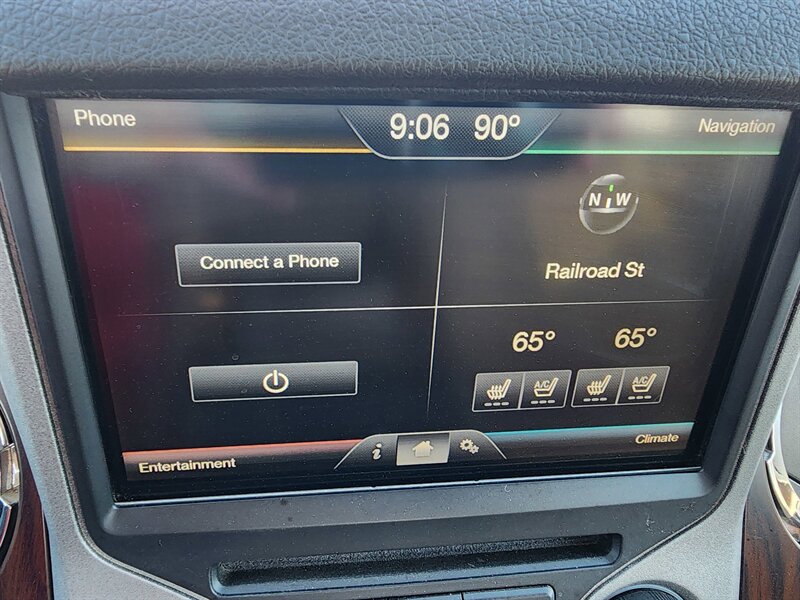 Phone
9:06 90°
Navigation
N W
Connect a Phone
Railroad St
65° 65°
A/C A/C
Entertainment
i
Climate